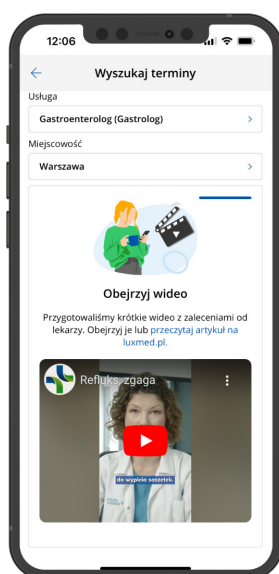 12:06
Wyszukaj terminy
Usługa
Gastroenterolog (Gastrolog)
Miejscowość
Warszawa
Obejrzyj wideo
Przygotowaliśmy krótkie wideo z zaleceniami od
lekarzy. Obejrzyj je lub przeczytaj artykuł na
luxmed.pl.
Refluks, zgaga
do wypicia saszetek.